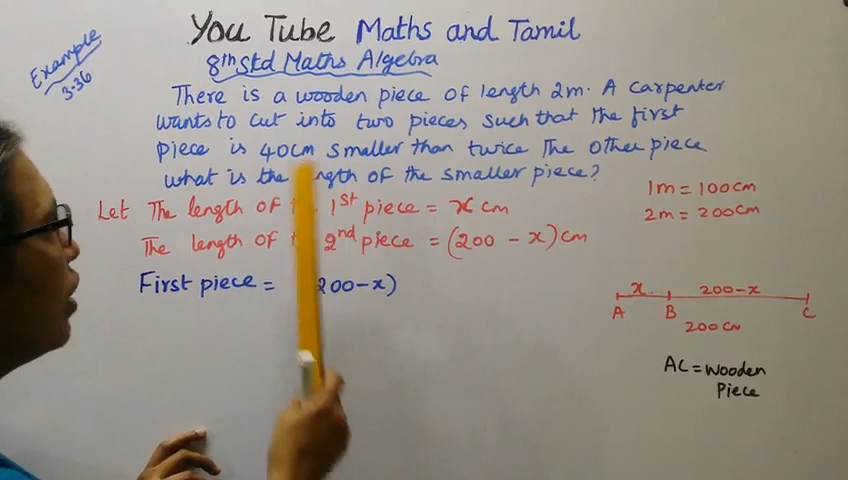 You Tube Maths and Tamil
8th Std Maths Algebra
Example
3.36
There is a wooden piece of length 2m. A carpenter
wants to cut into two pieces such that the first
piece is 40cm smaller than twice the other piece
what is the length of the smaller piece?
1m = 100cm
2m = 200cm
Let The length of 1st piece = x cm
The length of 2nd piece = (200 - x) cm
First piece = 200-x)
x 200-x
A B C
200 cm
AC = wooden
Piece